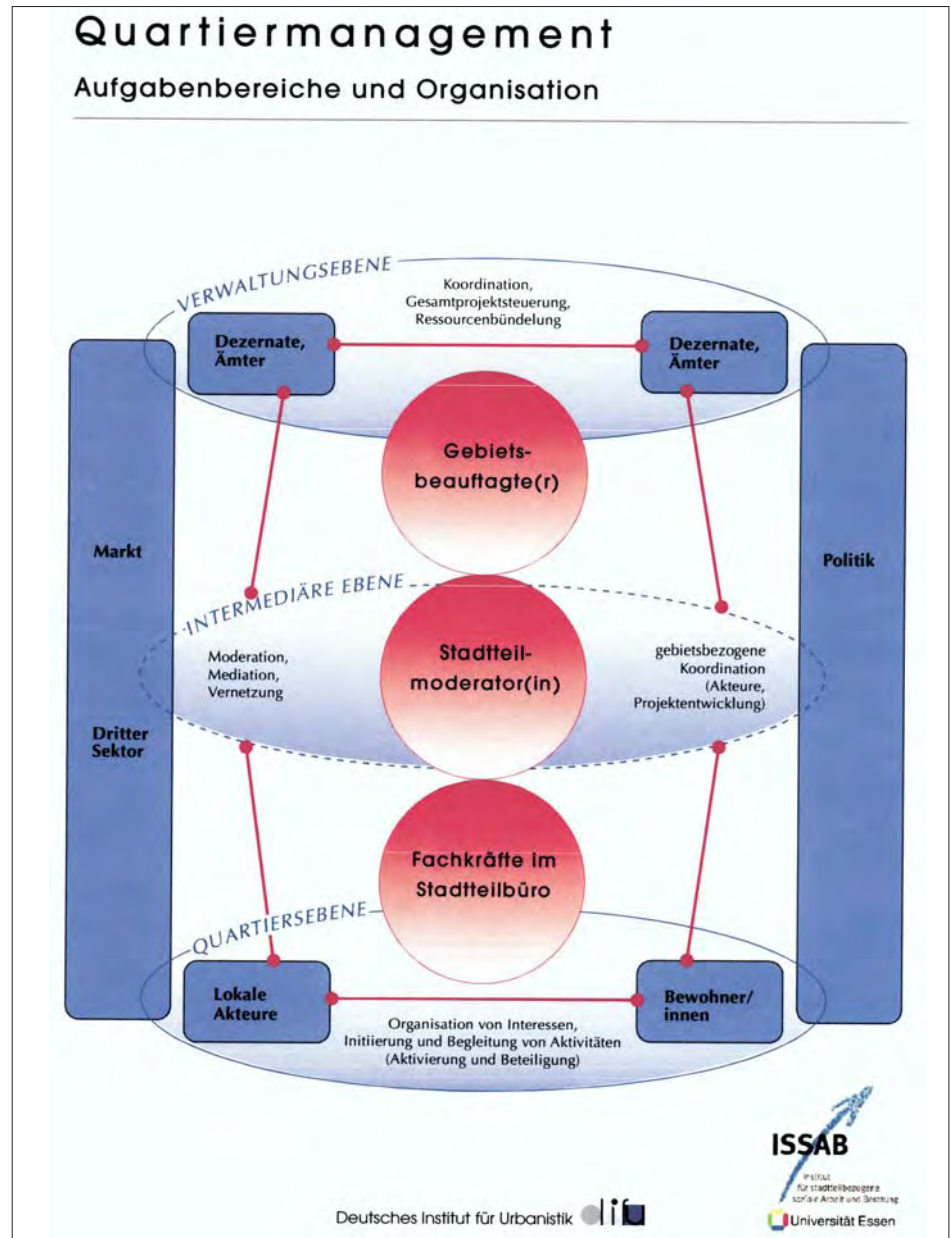 Quartiermanagement
Aufgabenbereiche und Organisation
VERWALTUNGSEBENE
Koordination,
Gesamtprojektsteuerung,
Ressourcenbündelung
Dezernate,
Ämter
Dezernate,
Ämter
Gebiets-
beauftagte(r)
Markt
Politik
INTERMEDIÄRE EBENE
Moderation,
Mediation,
Vernetzung
Stadtteil-
moderator(in)
gebietsbezogene
Koordination
(Akteure,
Projektentwicklung)
Dritter
Sektor
Fachkräfte im
Stadtteilbüro
QUARTIERSEBENE
Lokale
Akteure
Bewohner/
innen
Organisation von Interessen,
Initiierung und Begleitung von Aktivitäten
(Aktivierung und Beteiligung)
ISSAB
Institut
für stadtteilbezogene
soziale Arbeit und Beratung
Deutsches Institut für Urbanistik difu
Universität Essen